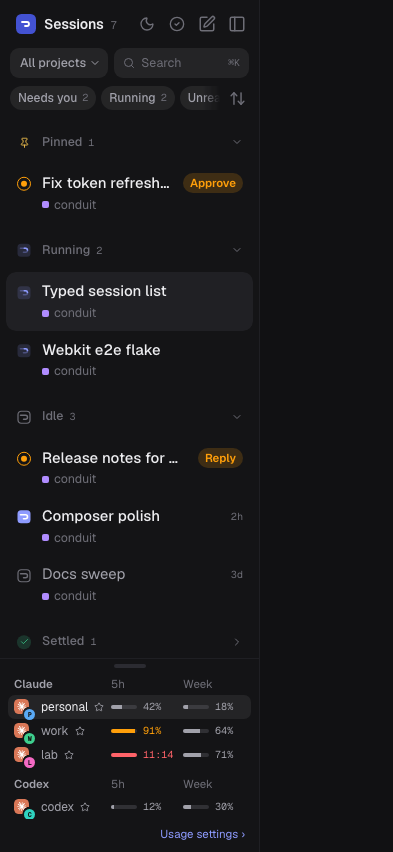 Sessions 7
All projects Search ⌘K
Needs you 2 Running 2 Unrea
Pinned 1
Fix token refresh… Approve
conduit
Running 2
Typed session list
conduit
Webkit e2e flake
conduit
Idle 3
Release notes for … Reply
conduit
Composer polish 2h
conduit
Docs sweep 3d
conduit
Settled 1
Claude 5h Week
P personal 42% 18%
work 91% 64%
L lab 11:14 71%
Codex 5h Week
C codex 12% 30%
Usage settings ›